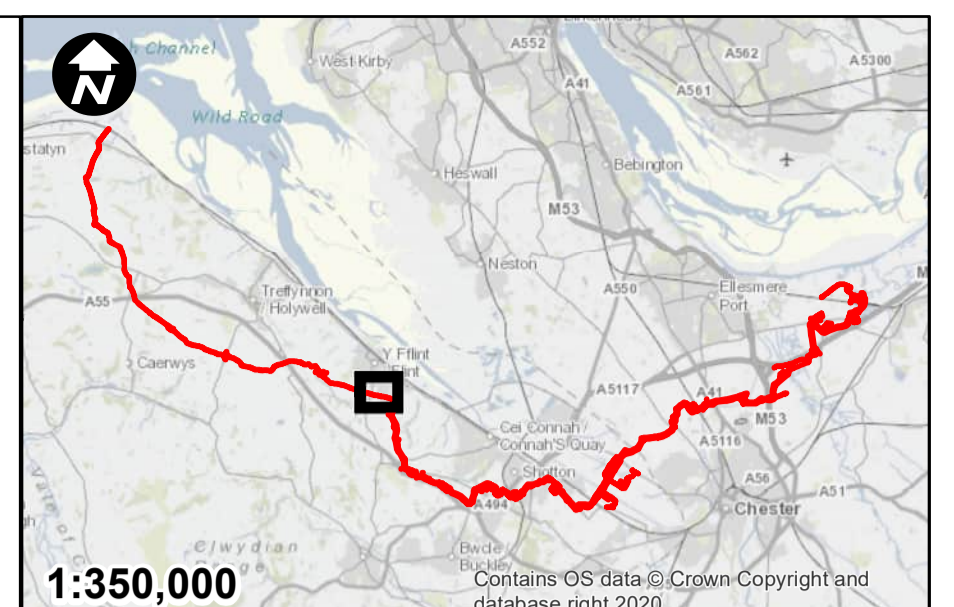 N
h Channel
West Kirby
A552
A562
A5300
A41
A561
Wild Road
statyn
Heswall
Bebington
M53
Neston
A550
Ellesmere
Port
M
A55
Treffynnon
/ Holywell
Caerwys
Y Fflint
Flint
A5117
A41
M53
Cei Connah /
Connah'S Quay
A5116
Shotton
A56
A51
A494
Chester
gh
Clwydian
Bwcle
Buckley
1:350,000
Contains OS data © Crown Copyright and
database right 2020